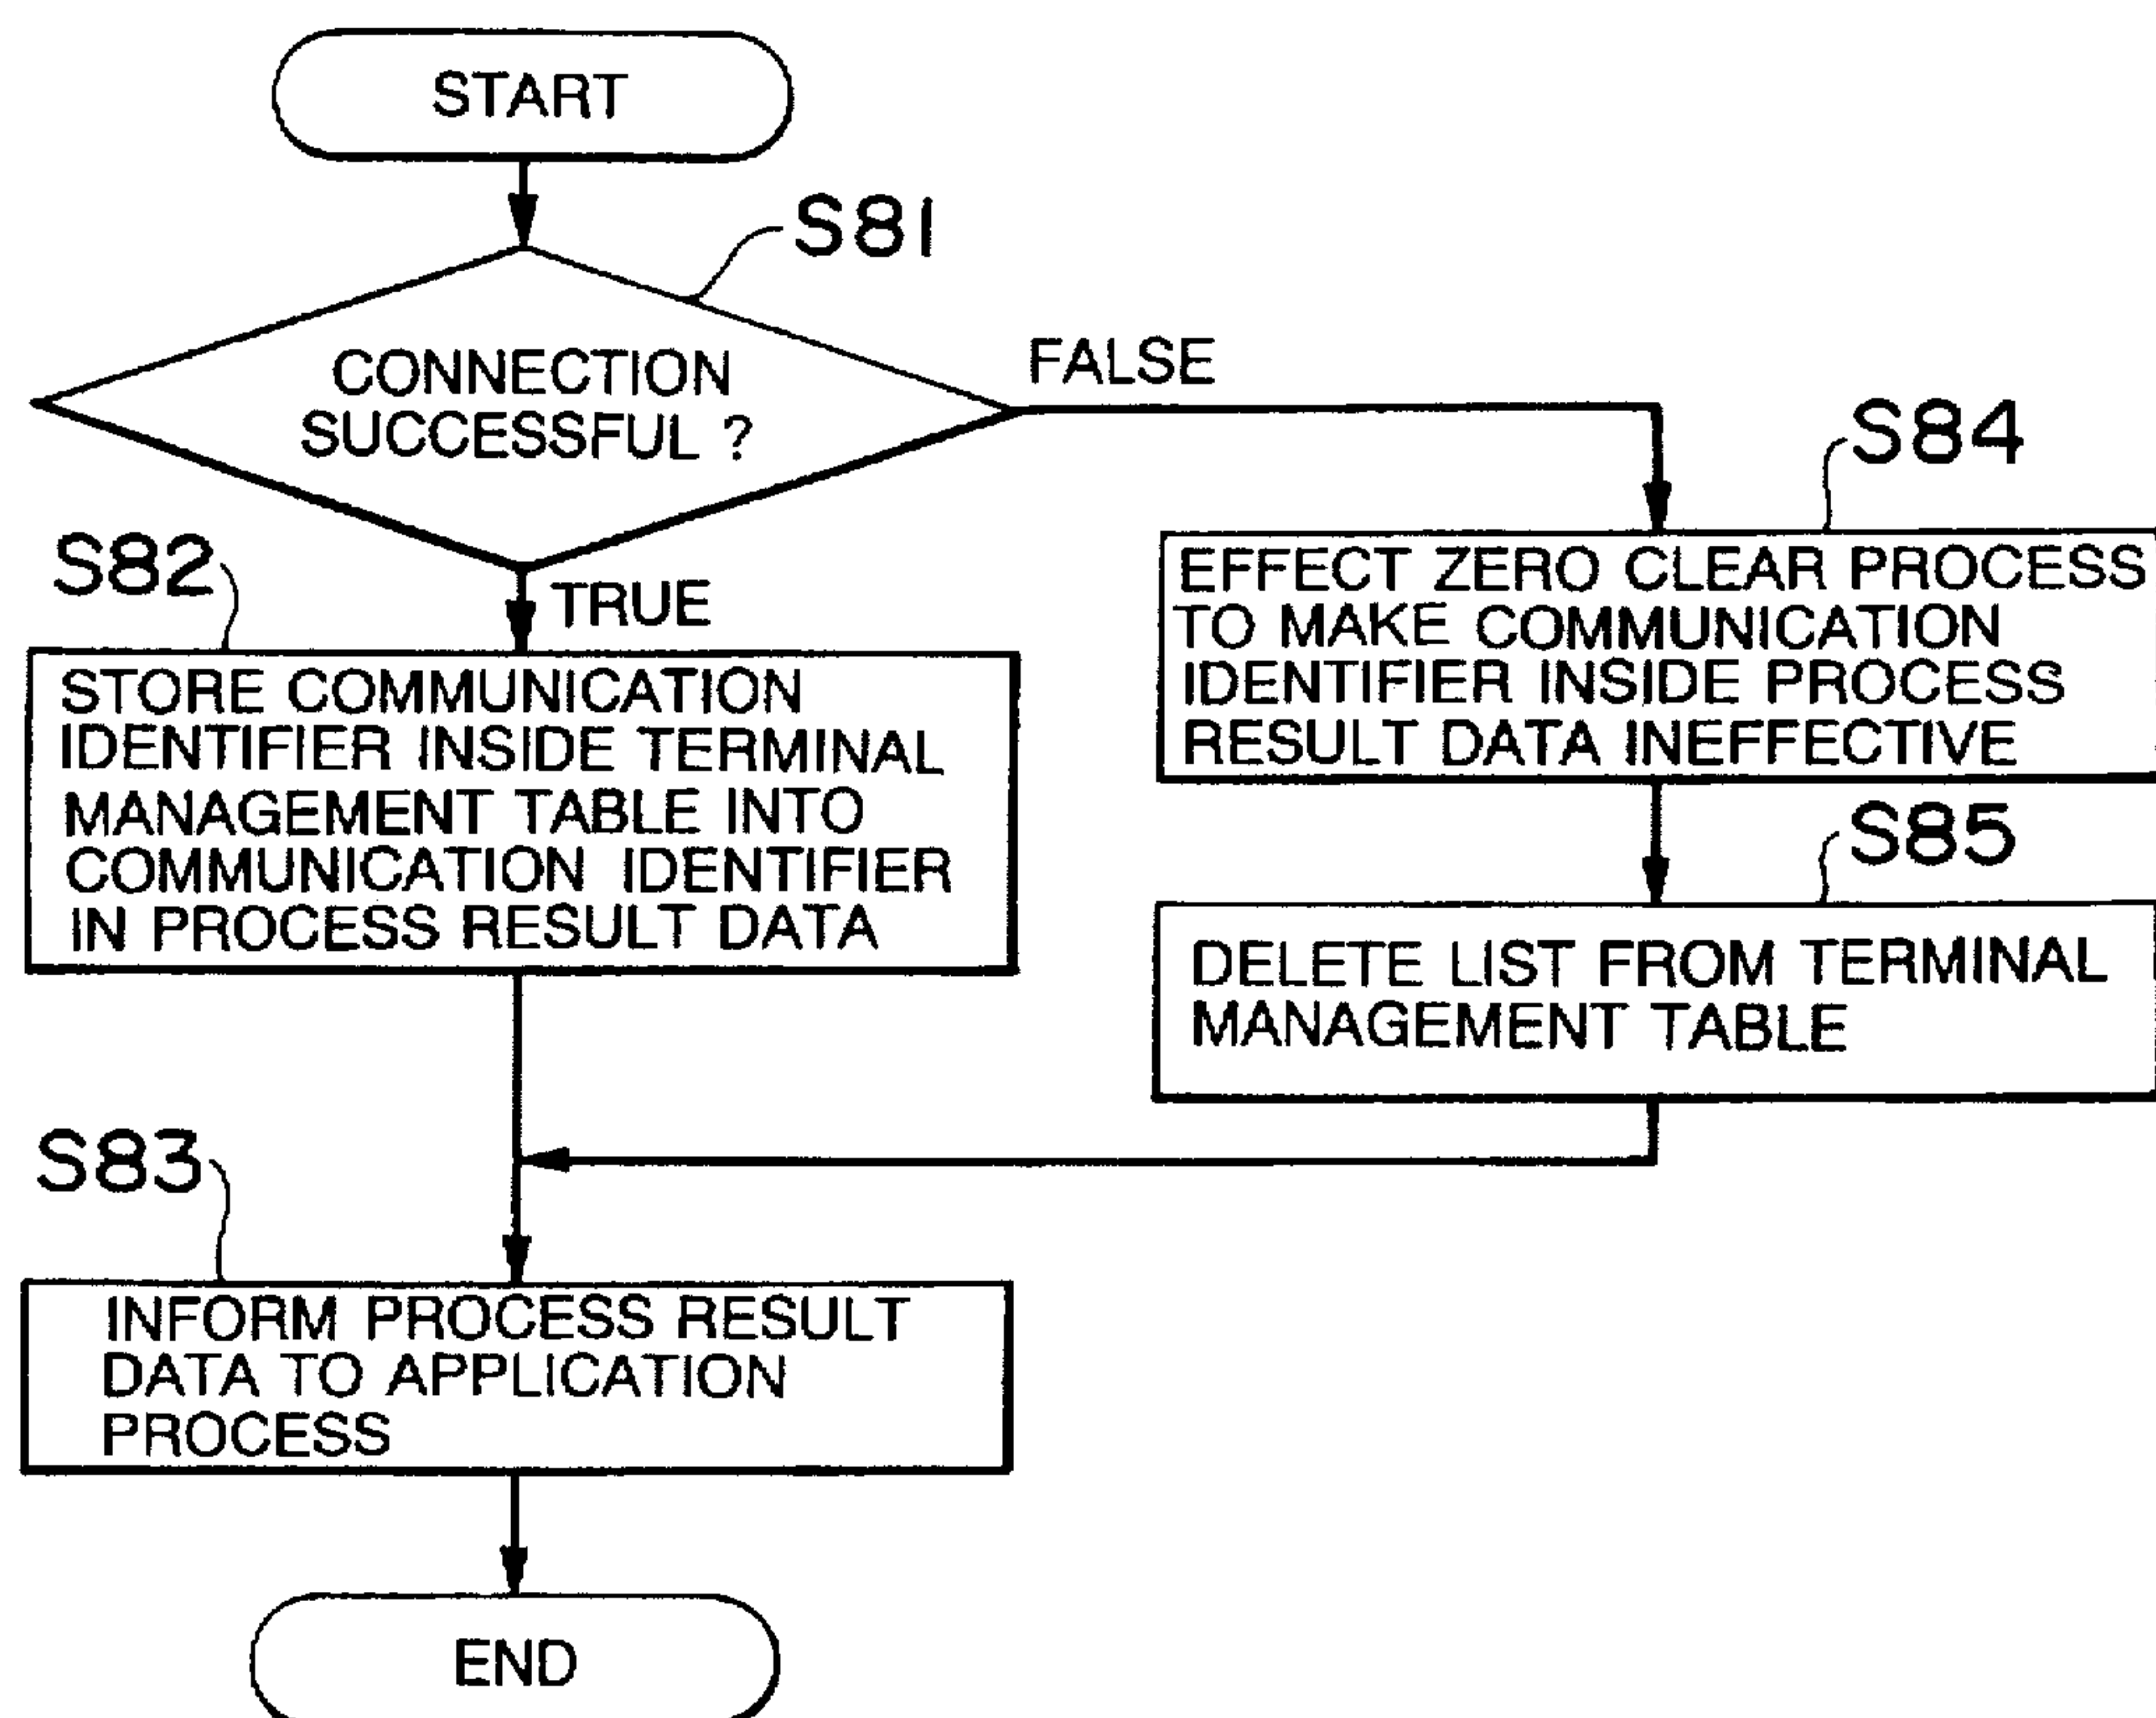 START
S81
CONNECTION
SUCCESSFUL ?
FALSE
TRUE
S82
STORE COMMUNICATION
IDENTIFIER INSIDE TERMINAL
MANAGEMENT TABLE INTO
COMMUNICATION IDENTIFIER
IN PROCESS RESULT DATA
S84
EFFECT ZERO CLEAR PROCESS
TO MAKE COMMUNICATION
IDENTIFIER INSIDE PROCESS
RESULT DATA INEFFECTIVE
S85
DELETE LIST FROM TERMINAL
MANAGEMENT TABLE
S83
INFORM PROCESS RESULT
DATA TO APPLICATION
PROCESS
END